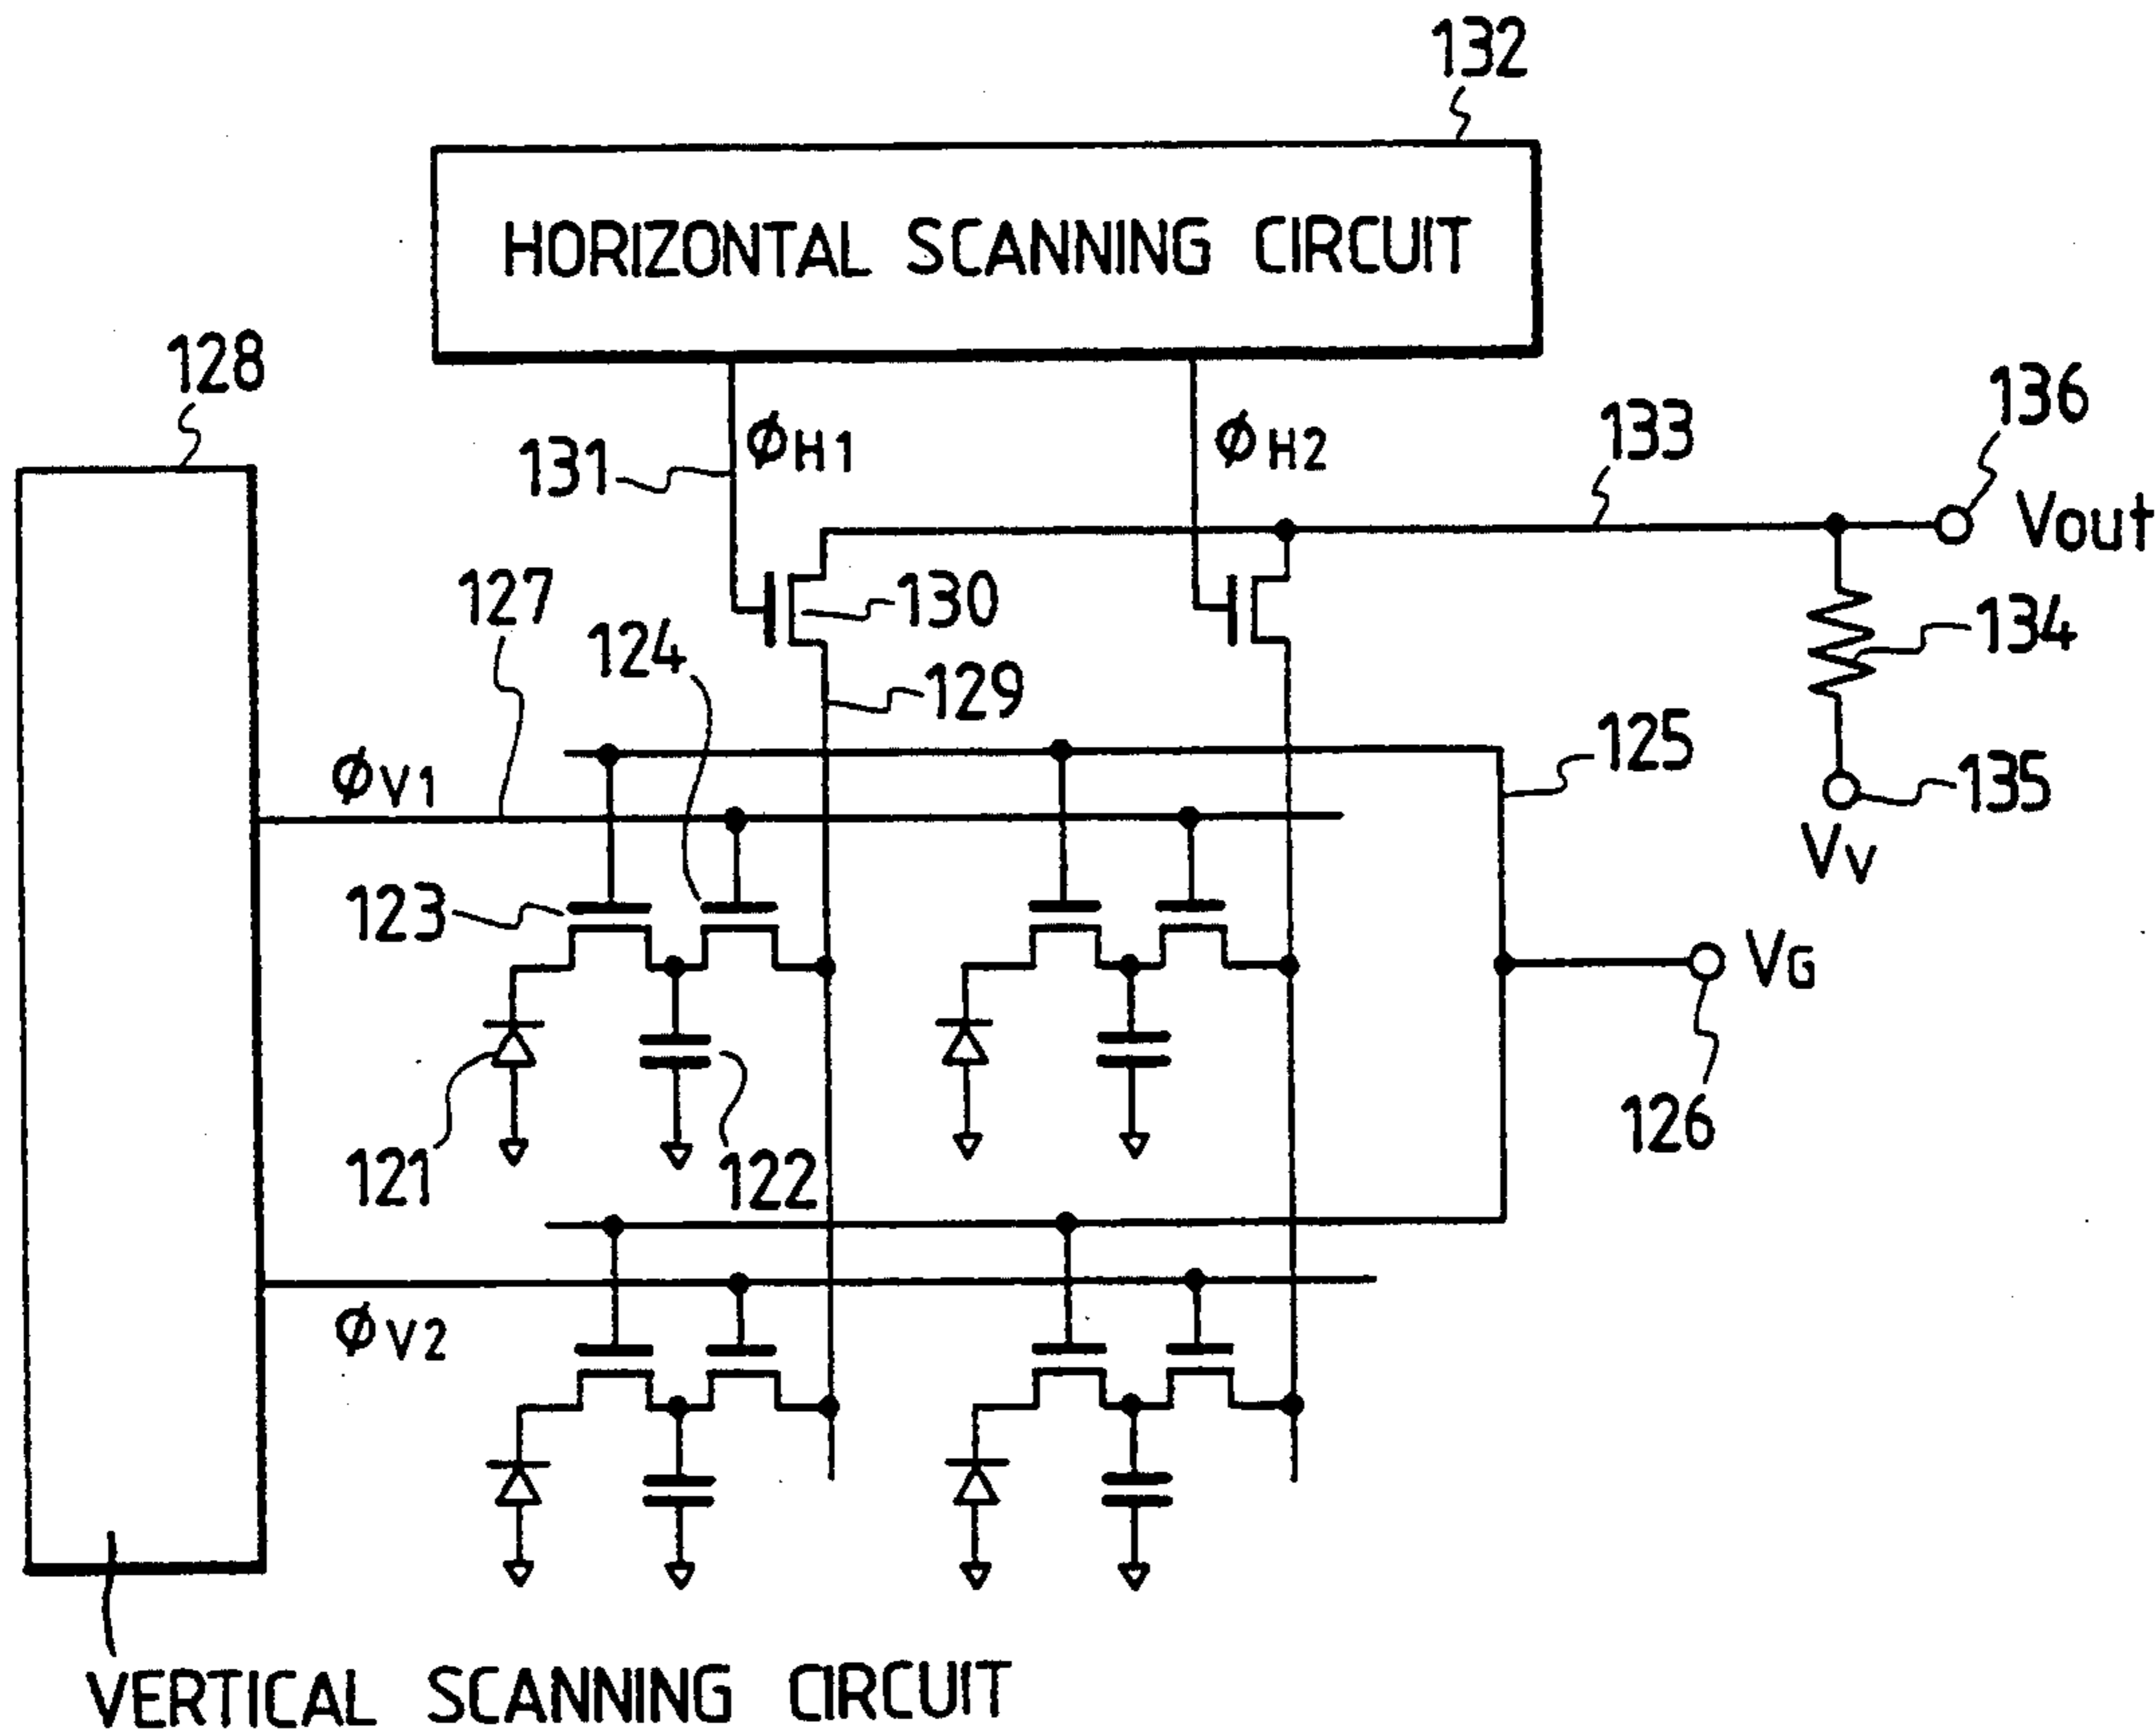 132
HORIZONTAL SCANNING CIRCUIT
128
136
131
ϕH1
ϕH2
133
Vout
127
130
124
134
129
125
ϕV1
135
VV
123
VG
126
121
122
ϕV2
VERTICAL SCANNING CIRCUIT